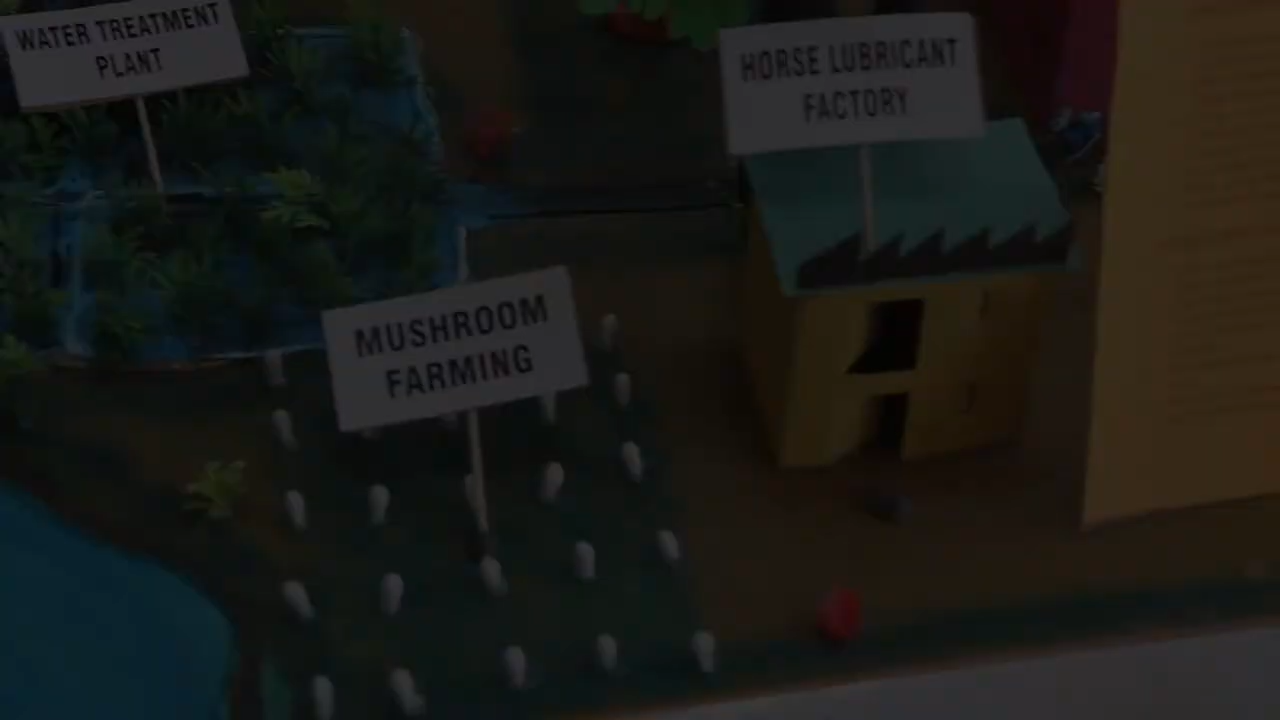 WATER TREATMENT
PLANT
HORSE LUBRICANT
FACTORY
MUSHROOM
FARMING